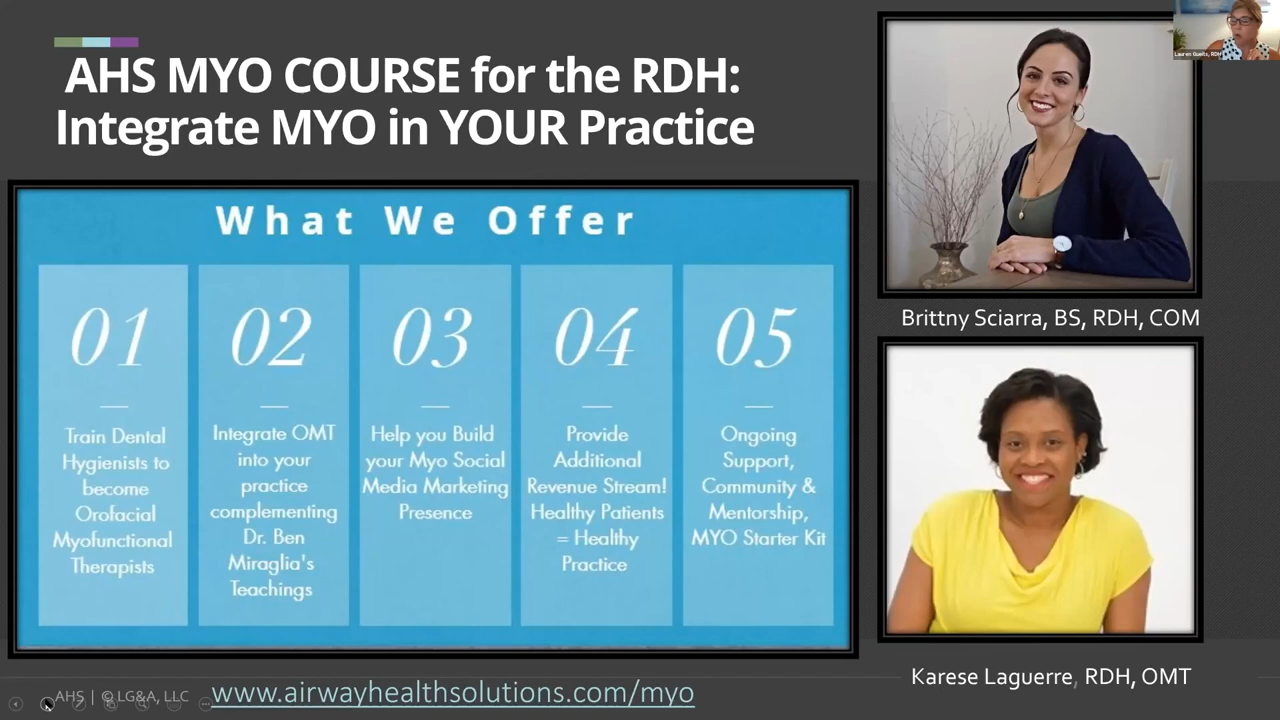 AHS MYO COURSE for the RDH:
Integrate MYO in YOUR Practice
What We Offer
01
Train Dental
Hygienists to
become
Orofacial
Myofunctional
Therapists
02
Integrate OMT
into your
practice
complementing
Dr. Ben
Miraglia's
Teachings
03
Help you Build
your Myo Social
Media Marketing
Presence
04
Provide
Additional
Revenue Stream!
Healthy Patients
= Healthy
Practice
05
Ongoing
Support,
Community &
Mentorship,
MYO Starter Kit
Brittny Sciarra, BS, RDH, COM
Karese Laguerre, RDH, OMT
AHS | © LG&A, LLC
www.airwayhealthsolutions.com/myo
Lauren Gueits, RDH